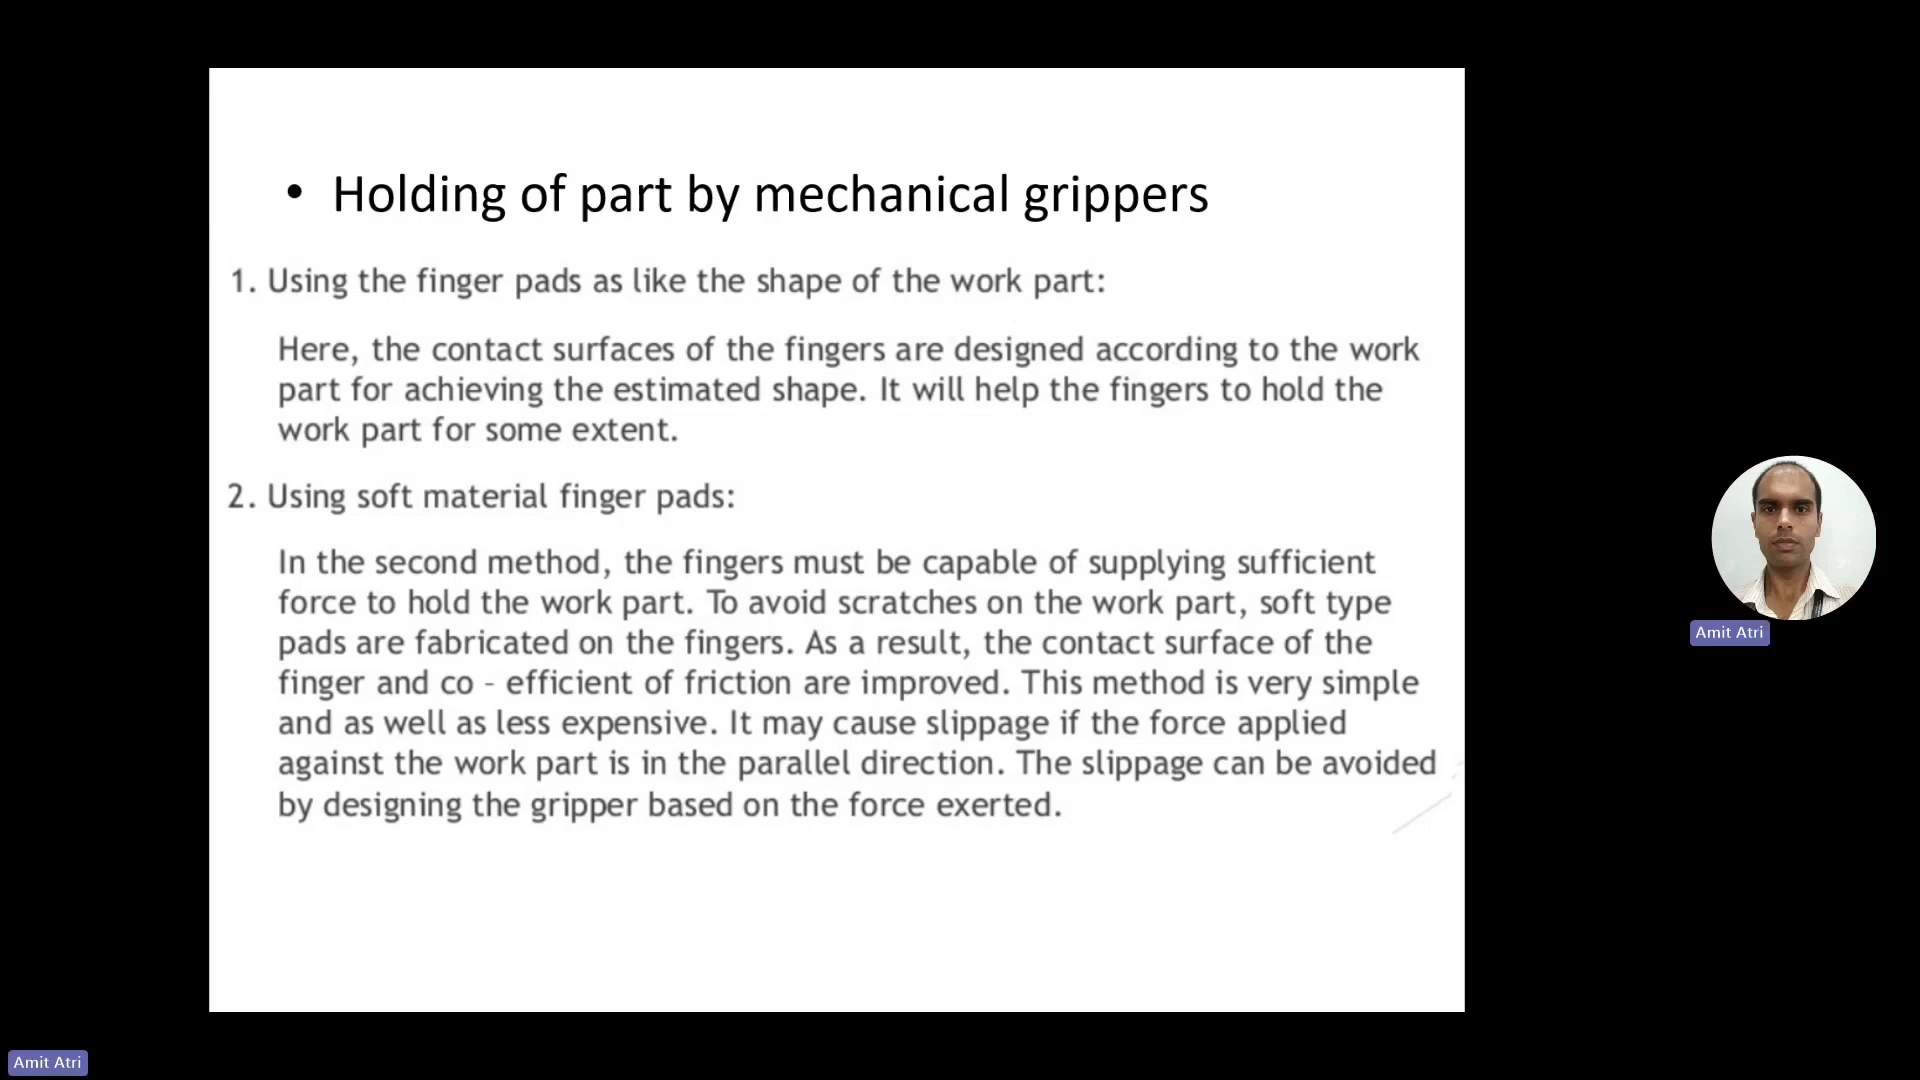 • Holding of part by mechanical grippers
1. Using the finger pads as like the shape of the work part:
Here, the contact surfaces of the fingers are designed according to the work
part for achieving the estimated shape. It will help the fingers to hold the
work part for some extent.
2. Using soft material finger pads:
In the second method, the fingers must be capable of supplying sufficient
force to hold the work part. To avoid scratches on the work part, soft type
pads are fabricated on the fingers. As a result, the contact surface of the
finger and co – efficient of friction are improved. This method is very simple
and as well as less expensive. It may cause slippage if the force applied
against the work part is in the parallel direction. The slippage can be avoided
by designing the gripper based on the force exerted.
Amit Atri
Amit Atri